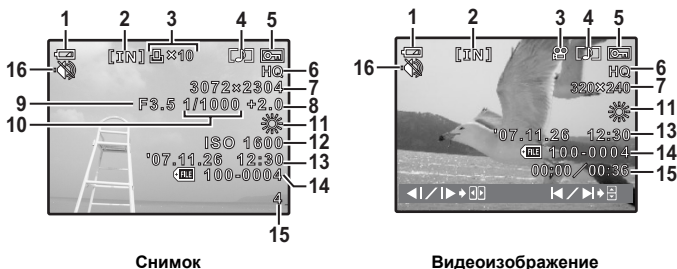 1 2 3 4 5
[IN] ×10
16 HQ 6
3072×2304 7
9 F3.5 1/1000 +2.0 8
10 11
ISO 1600 12
'07.11.26 12:30 13
FILE 100-0004 14
4
15
Снимок
1 2 3 4 5
[IN]
16 HQ 6
320×240 7
11
'07.11.26 12:30 13
FILE 100-0004 14
00:00/00:36 15
Видеоизображение